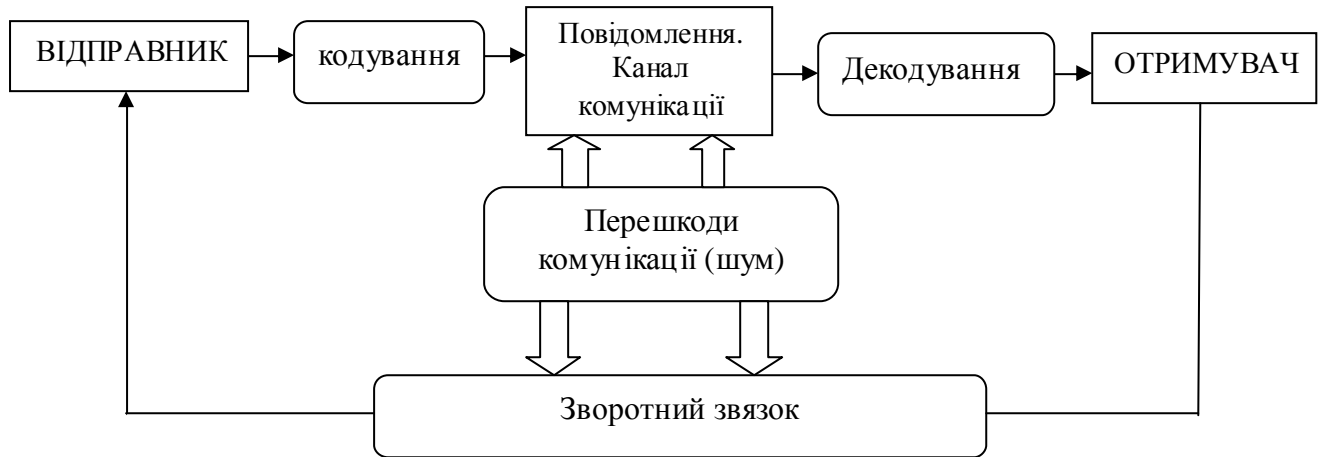 ВІДПРАВНИК
кодування
Повідомлення.
Канал
комунікації
Декодування
ОТРИМУВАЧ
Перешкоди
комунікації (шум)
Зворотний звязок